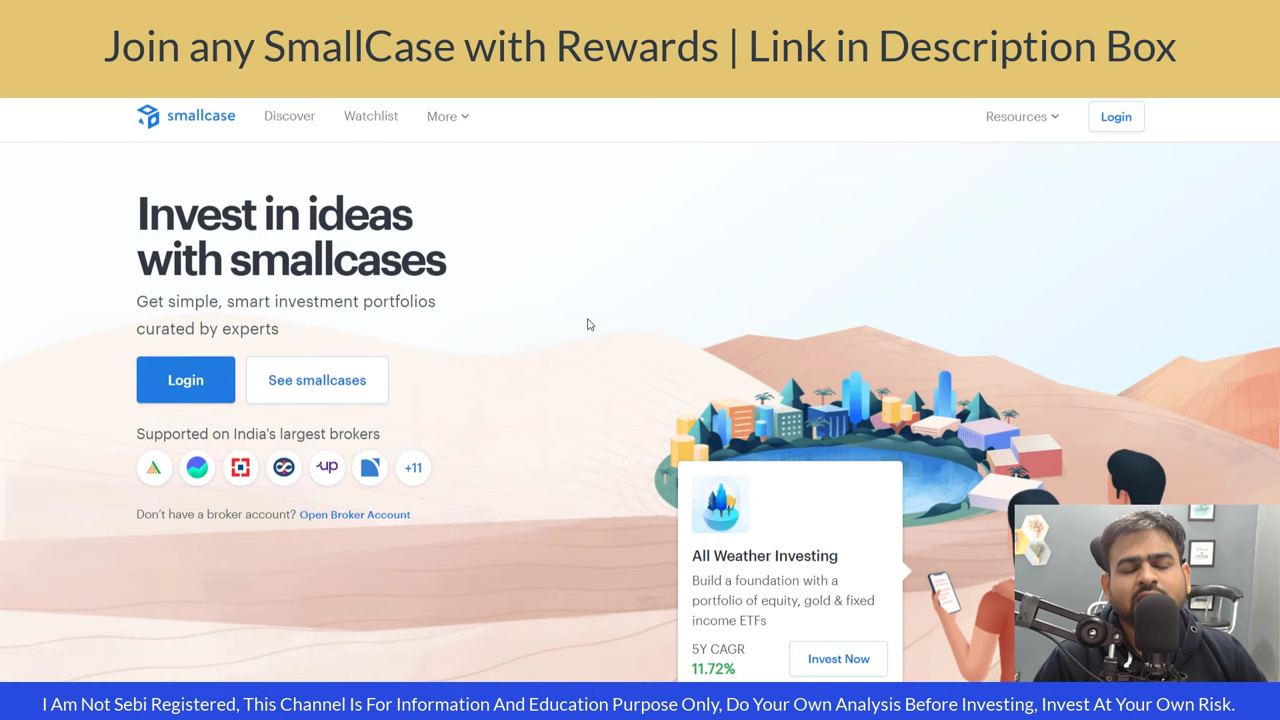 Join any SmallCase with Rewards | Link in Description Box
smallcase Discover Watchlist More Resources Login
Invest in ideas
with smallcases
Get simple, smart investment portfolios
curated by experts
Login See smallcases
Supported on India's largest brokers
up +11
Don't have a broker account? Open Broker Account
All Weather Investing
Build a foundation with a
portfolio of equity, gold & fixed
income ETFs
5Y CAGR
11.72%
Invest Now
I Am Not Sebi Registered, This Channel Is For Information And Education Purpose Only, Do Your Own Analysis Before Investing, Invest At Your Own Risk.